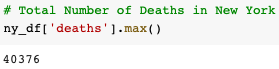 # Total Number of Deaths in New York
ny_df['deaths'].max()
40376